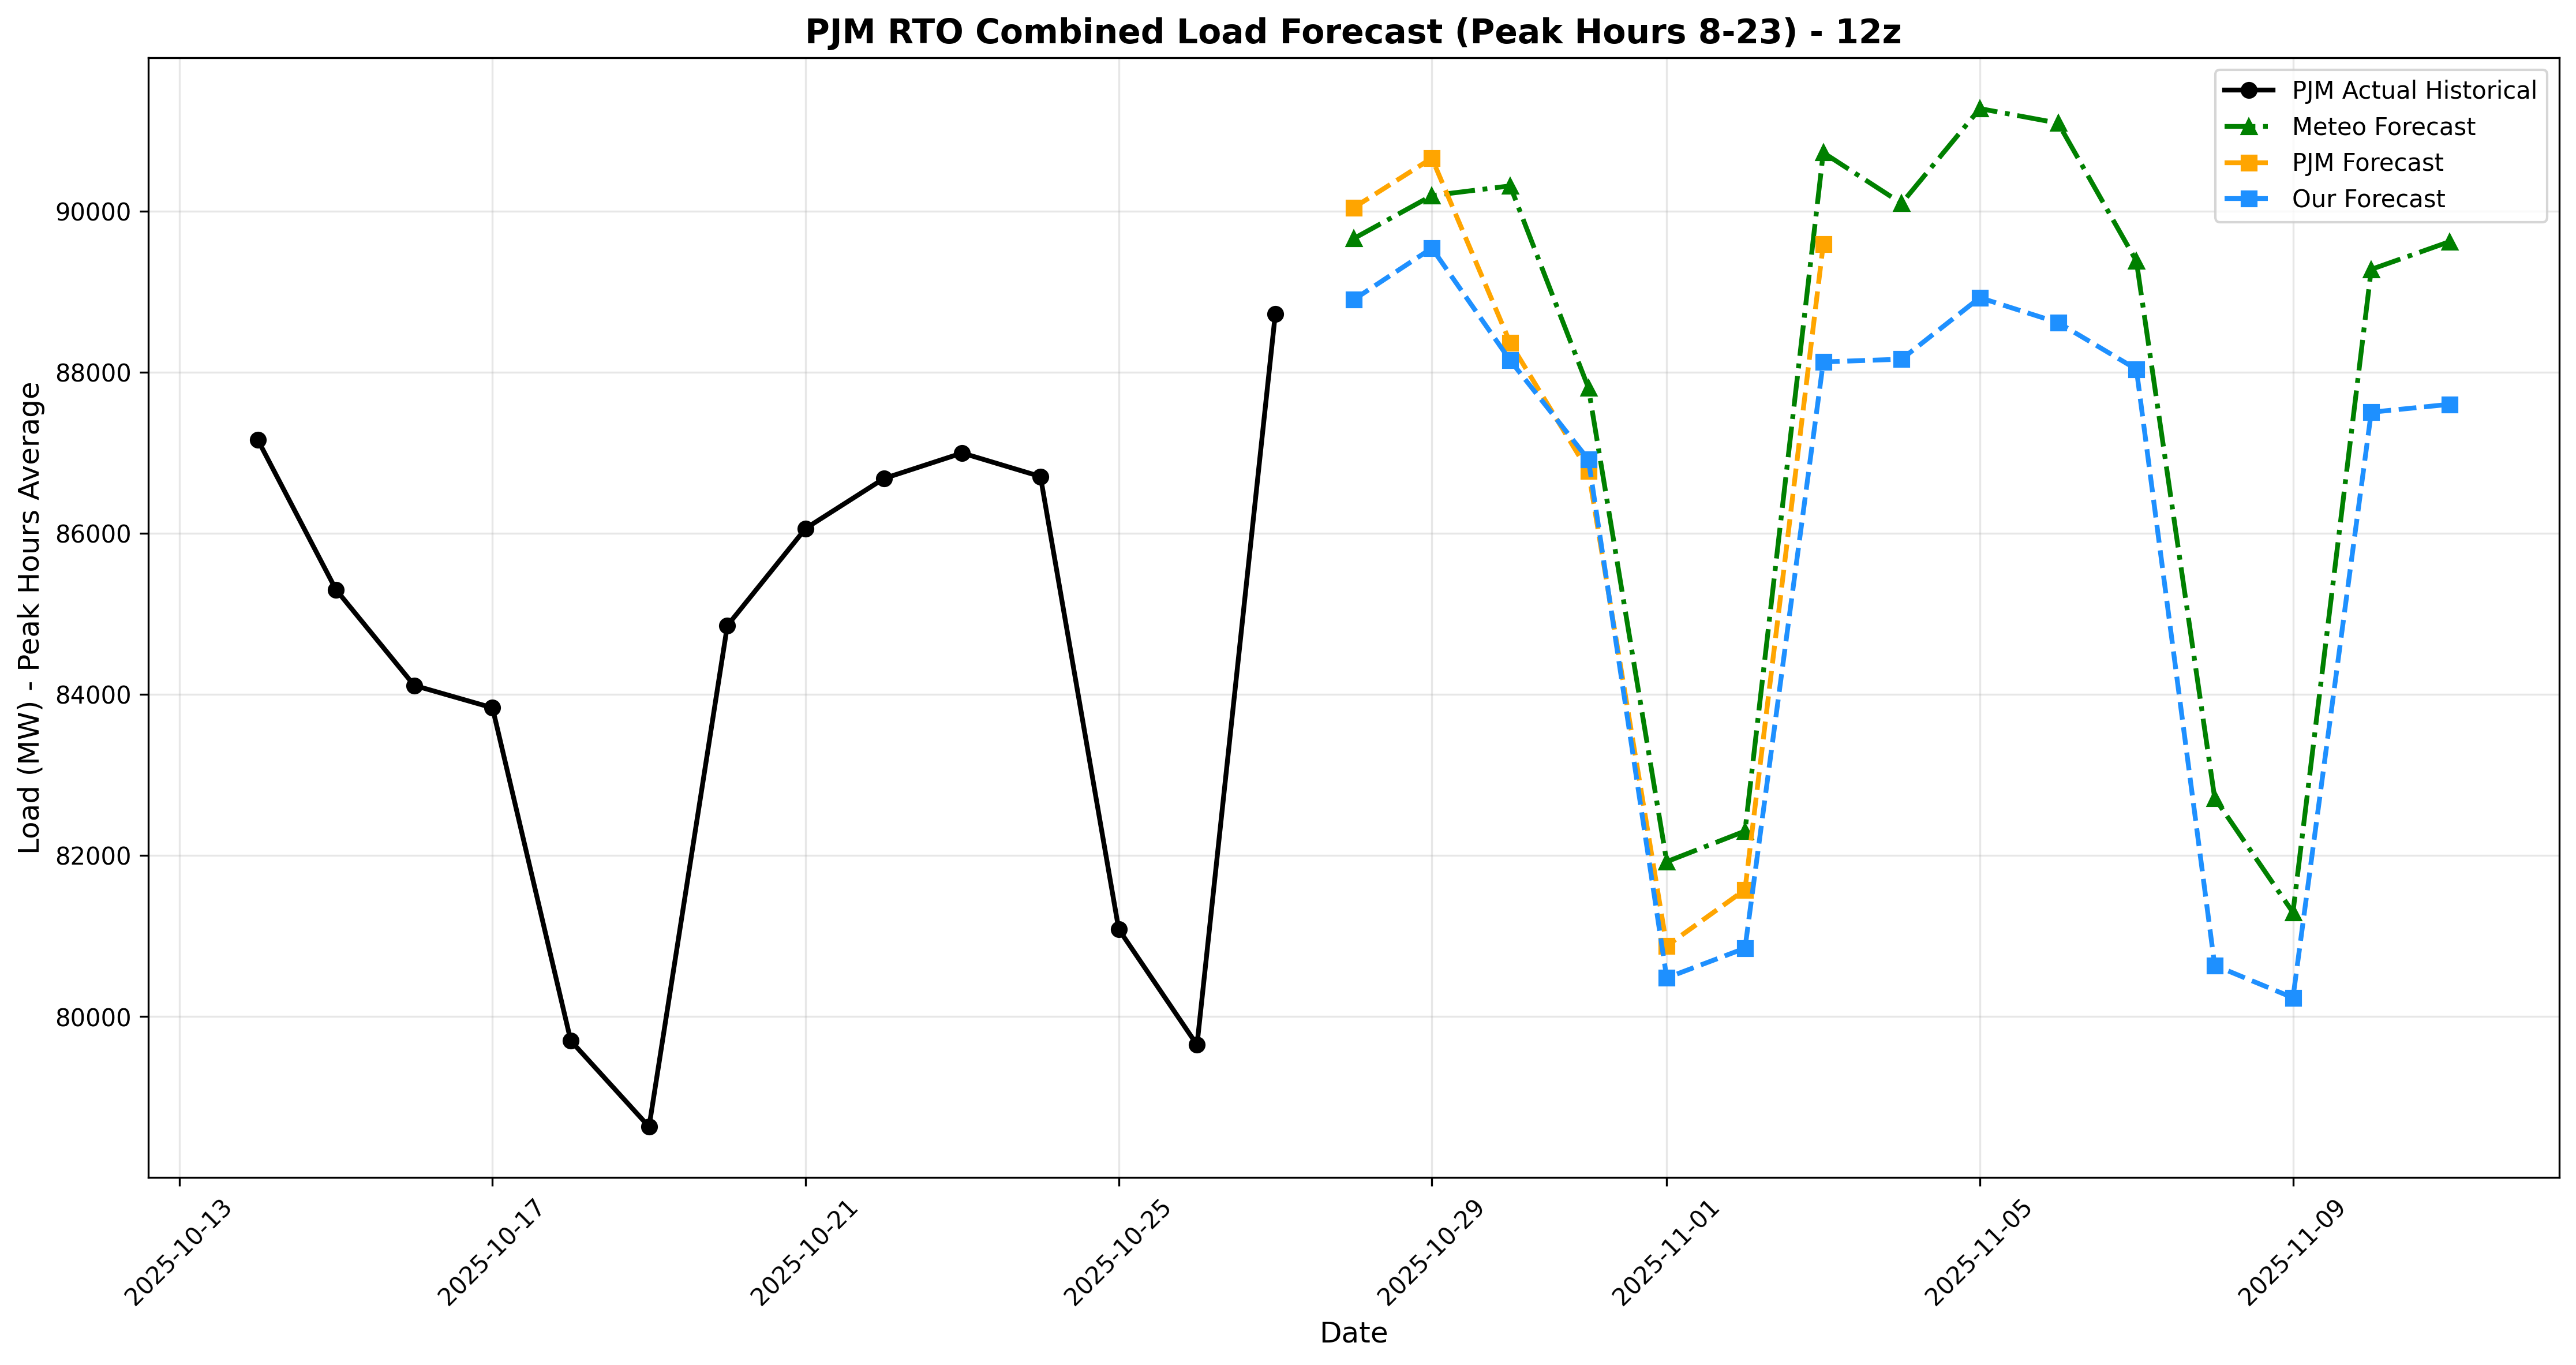 PJM RTO Combined Load Forecast (Peak Hours 8-23) - 12z
PJM Actual Historical
Meteo Forecast
PJM Forecast
Our Forecast
Load (MW) - Peak Hours Average
90000
88000
86000
84000
82000
80000
2025-10-13
2025-10-17
2025-10-21
2025-10-25
2025-10-29
2025-11-01
2025-11-05
2025-11-09
Date